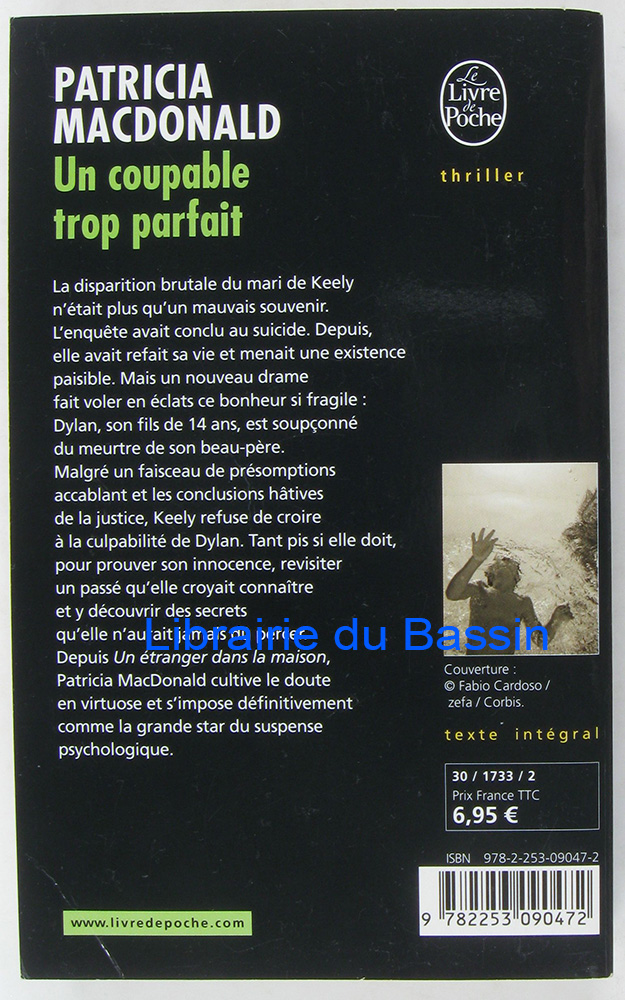 PATRICIA
MACDONALD
Un coupable
trop parfait
Le
Livre
de
Poche
thriller
La disparition brutale du mari de Keely
n'était plus qu'un mauvais souvenir.
L'enquête avait conclu au suicide. Depuis,
elle avait refait sa vie et menait une existence
paisible. Mais un nouveau drame
fait voler en éclats ce bonheur si fragile :
Dylan, son fils de 14 ans, est soupçonné
du meurtre de son beau-père.
Malgré un faisceau de présomptions
accablant et les conclusions hâtives
de la justice, Keely refuse de croire
à la culpabilité de Dylan. Tant pis si elle doit,
pour prouver son innocence, revisiter
un passé qu'elle croyait connaître
et y découvrir des secrets
qu'elle n'aurait jamais dû percer.
Librairie du Bassin
Depuis Un étranger dans la maison,
Patricia MacDonald cultive le doute
en virtuose et s'impose définitivement
comme la grande star du suspense
psychologique.
Couverture :
© Fabio Cardoso /
zefa / Corbis.
texte intégral
30 / 1733 / 2
Prix France TTC
6,95 €
ISBN 978-2-253-09047-2
9 782253 090472
www.livredepoche.com